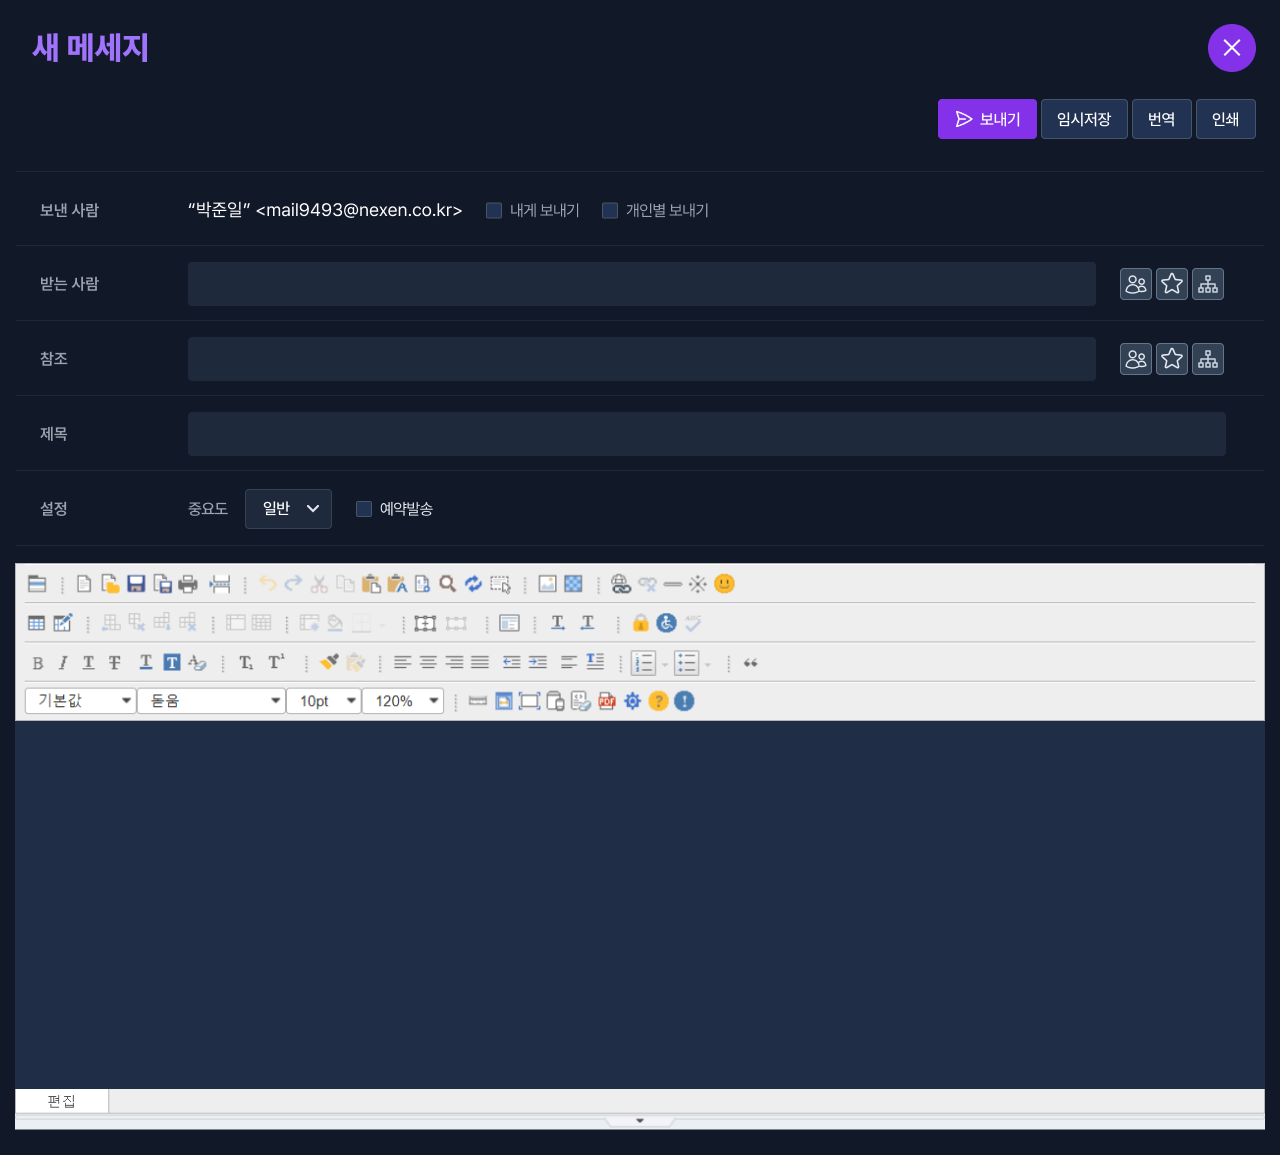 새 메세지
보내기 임시저장 번역 인쇄
보낸 사람 “박준일” <mail9493@nexen.co.kr> 내게 보내기 개인별 보내기
받는 사람
참조
제목
설정 중요도 일반 예약발송
기본값 돋움 10pt 120%
편집